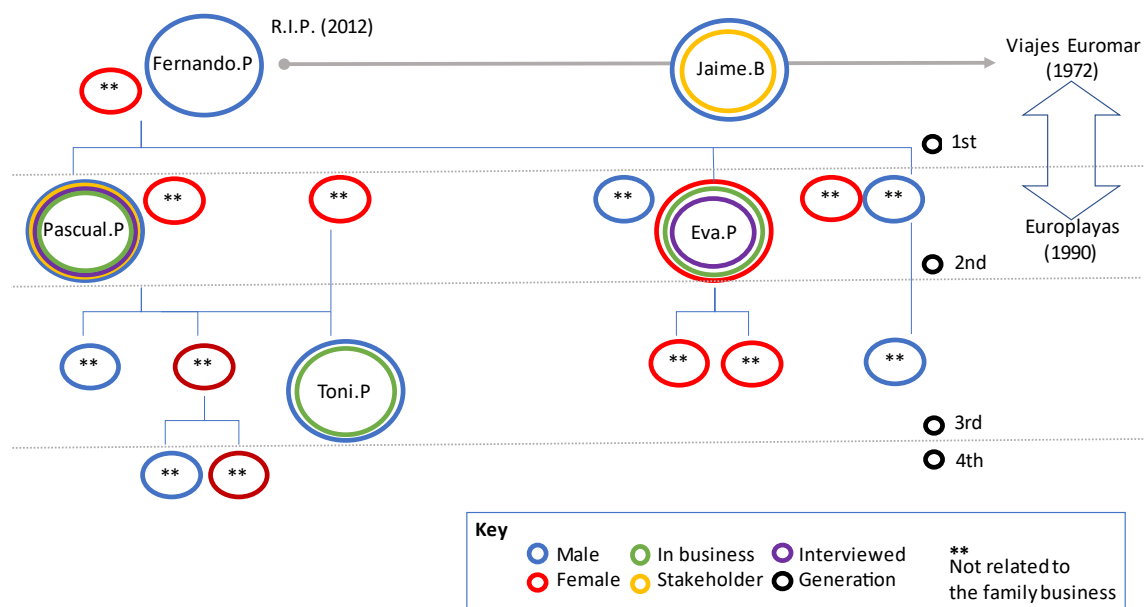 R.I.P. (2012)
Fernando.P
Jaime.B
Viajes Euromar
(1972)
**
1st
**
**
**
**
**
Pascual.P
Eva.P
Europlayas
(1990)
2nd
**
**
**
**
**
Toni.P
3rd
4th
**
**
Key
Male
In business
Interviewed
Female
Stakeholder
Generation
**
Not related to
the family business